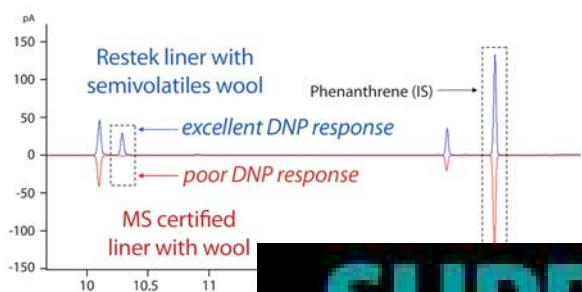 pA
150
Restek liner with
semivolatiles wool
100
Phenanthrene (IS)
50
excellent DNP response
0
poor DNP response
-50
MS certified
liner with wool
-100
-150
10
10.5
11